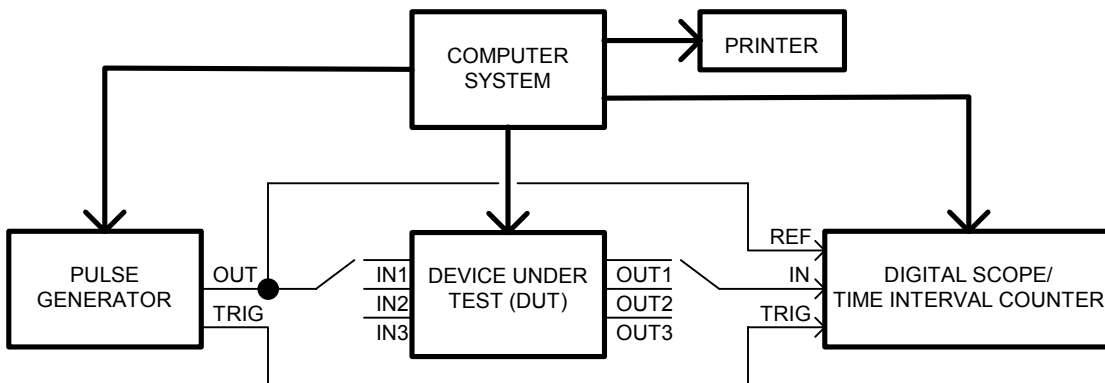 COMPUTER
SYSTEM
PRINTER
PULSE
GENERATOR
OUT
TRIG
IN1
IN2
IN3
DEVICE UNDER
TEST (DUT)
OUT1
OUT2
OUT3
REF
IN
TRIG
DIGITAL SCOPE/
TIME INTERVAL COUNTER